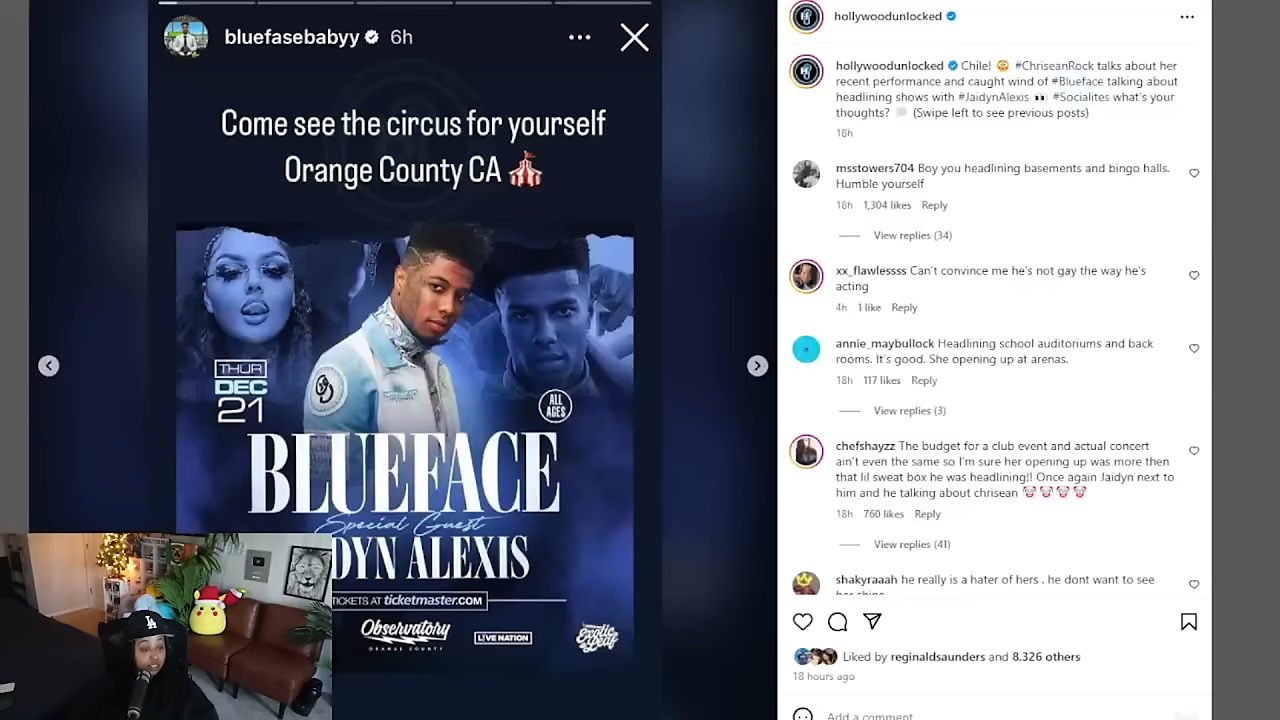 bluefasebabyy 6h
Come see the circus for yourself
Orange County CA
THUR
DEC
21
ALL
AGES
BLUEFACE
Special Guest
DYN ALEXIS
TICKETS AT ticketmaster.com
Observatory
ORANGE COUNTY
LIVE NATION
Exotic
Leaf
LA
hollywoodunlocked
hollywoodunlocked Chile! #ChriseanRock talks about her
recent performance and caught wind of #Blueface talking about
headlining shows with #JaidynAlexis #Socialites what's your
thoughts? (Swipe left to see previous posts)
18h
msstowers704 Boy you headlining basements and bingo halls.
Humble yourself
18h 1,304 likes Reply
View replies (34)
xx_flawlessss Can't convince me he's not gay the way he's
acting
4h 1 like Reply
annie_maybullock Headlining school auditoriums and back
rooms. It's good. She opening up at arenas.
18h 117 likes Reply
View replies (3)
chefshayzz The budget for a club event and actual concert
ain't even the same so I'm sure her opening up was more then
that lil sweat box he was headlining!! Once again Jaidyn next to
him and he talking about chrisean
18h 760 likes Reply
View replies (41)
shakyraaah he really is a hater of hers . he dont want to see
her shine
Liked by reginaldsaunders and 8,326 others
18 hours ago
Add a comment